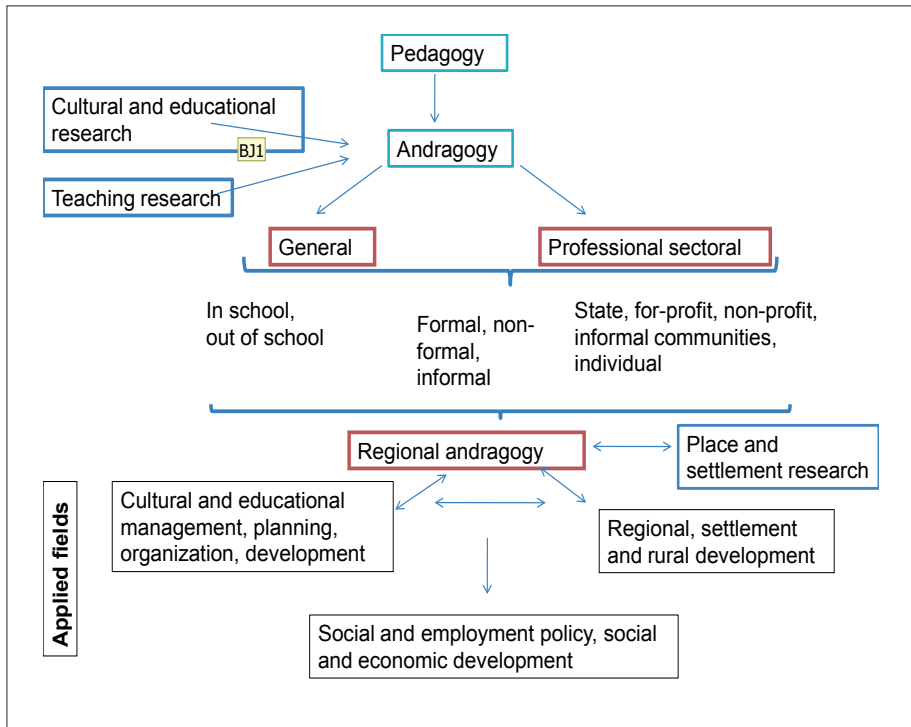 Pedagogy
Cultural and educational
research
BJ1
Andragogy
Teaching research
General
Professional sectoral
In school,
out of school
Formal, non-
formal,
informal
State, for-profit, non-profit,
informal communities,
individual
Regional andragogy
Place and
settlement research
Applied fields
Cultural and educational
management, planning,
organization, development
Regional, settlement
and rural development
Social and employment policy, social
and economic development